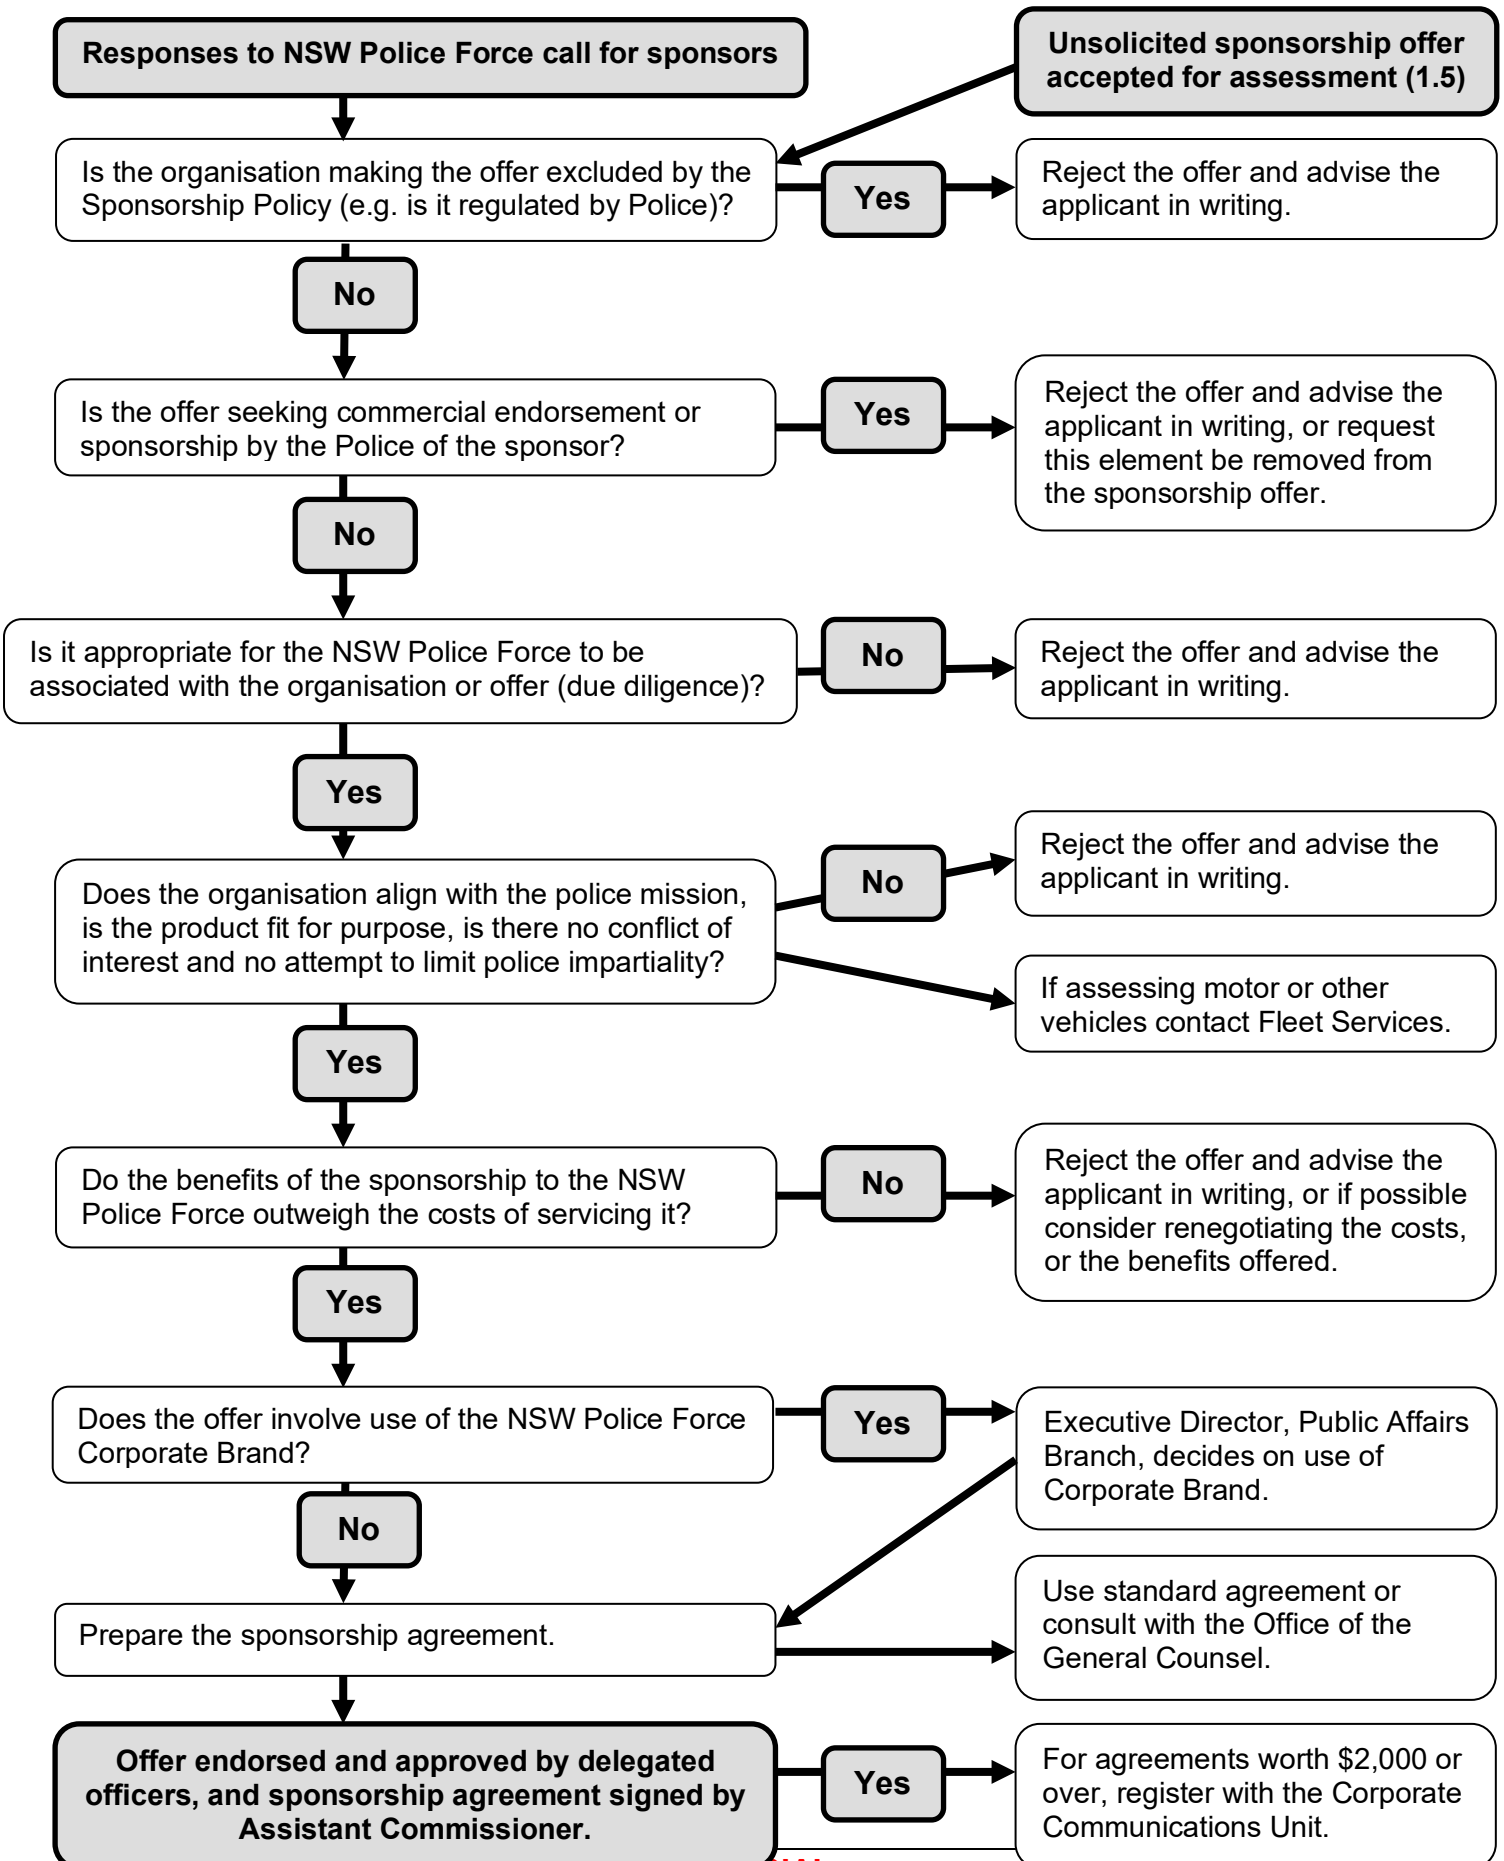 Responses to NSW Police Force call for sponsors
Unsolicited sponsorship offer
accepted for assessment (1.5)
Is the organisation making the offer excluded by the
Sponsorship Policy (e.g. is it regulated by Police)?
Yes
Reject the offer and advise the
applicant in writing.
No
Is the offer seeking commercial endorsement or
sponsorship by the Police of the sponsor?
Yes
Reject the offer and advise the
applicant in writing, or request
this element be removed from
the sponsorship offer.
No
Is it appropriate for the NSW Police Force to be
associated with the organisation or offer (due diligence)?
No
Reject the offer and advise the
applicant in writing.
Yes
Does the organisation align with the police mission,
is the product fit for purpose, is there no conflict of
interest and no attempt to limit police impartiality?
No
Reject the offer and advise the
applicant in writing.
If assessing motor or other
vehicles contact Fleet Services.
Yes
Do the benefits of the sponsorship to the NSW
Police Force outweigh the costs of servicing it?
No
Reject the offer and advise the
applicant in writing, or if possible
consider renegotiating the costs,
or the benefits offered.
Yes
Does the offer involve use of the NSW Police Force
Corporate Brand?
Yes
Executive Director, Public Affairs
Branch, decides on use of
Corporate Brand.
No
Prepare the sponsorship agreement.
Use standard agreement or
consult with the Office of the
General Counsel.
Offer endorsed and approved by delegated
officers, and sponsorship agreement signed by
Assistant Commissioner.
Yes
For agreements worth $2,000 or
over, register with the Corporate
Communications Unit.